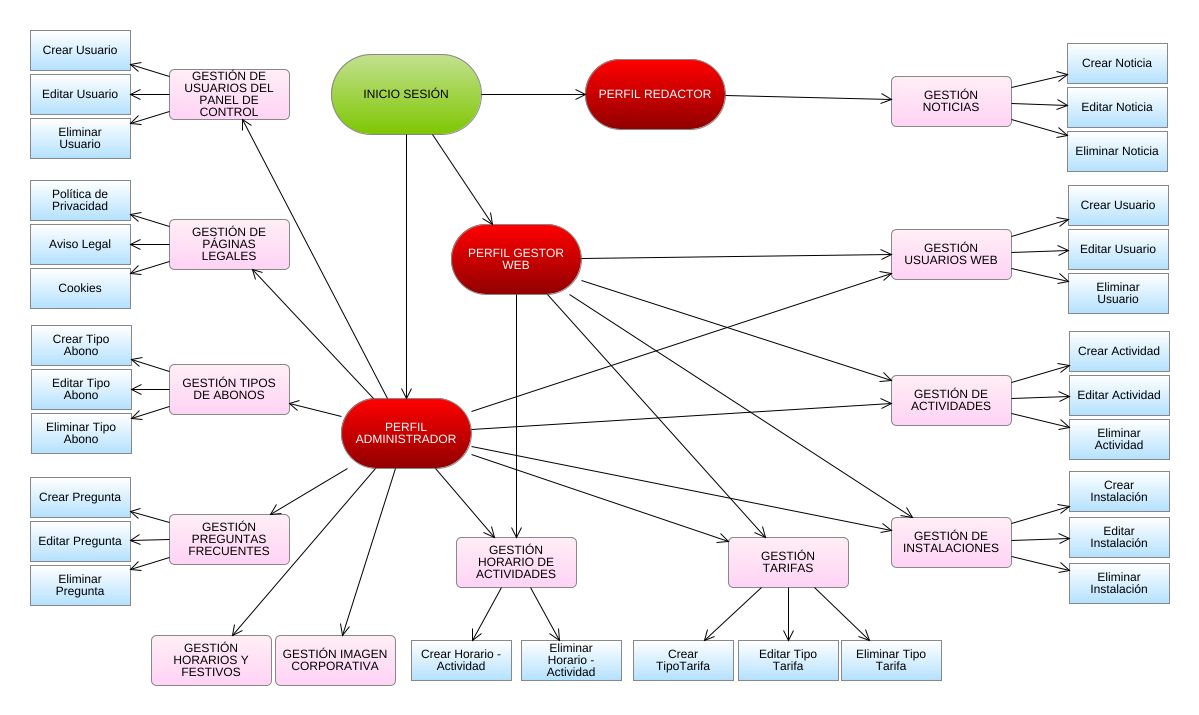 INICIO SESIÓN
PERFIL REDACTOR
GESTIÓN
NOTICIAS
Crear Noticia
Editar Noticia
Eliminar Noticia
Crear Usuario
Editar Usuario
Eliminar
Usuario
GESTIÓN DE
USUARIOS DEL
PANEL DE
CONTROL
Política de
Privacidad
Aviso Legal
Cookies
GESTIÓN DE
PÁGINAS
LEGALES
PERFIL GESTOR
WEB
GESTIÓN
USUARIOS WEB
Crear Usuario
Editar Usuario
Eliminar
Usuario
Crear Tipo
Abono
Editar Tipo
Abono
Eliminar Tipo
Abono
GESTIÓN TIPOS
DE ABONOS
PERFIL
ADMINISTRADOR
GESTIÓN DE
ACTIVIDADES
Crear Actividad
Editar Actividad
Eliminar
Actividad
Crear Pregunta
Editar Pregunta
Eliminar
Pregunta
GESTIÓN
PREGUNTAS
FRECUENTES
GESTIÓN
HORARIO DE
ACTIVIDADES
GESTIÓN
TARIFAS
GESTIÓN DE
INSTALACIONES
Crear
Instalación
Editar
Instalación
Eliminar
Instalación
GESTIÓN
HORARIOS Y
FESTIVOS
GESTIÓN IMAGEN
CORPORATIVA
Crear Horario -
Actividad
Eliminar
Horario -
Actividad
Crear
TipoTarifa
Editar Tipo
Tarifa
Eliminar Tipo
Tarifa